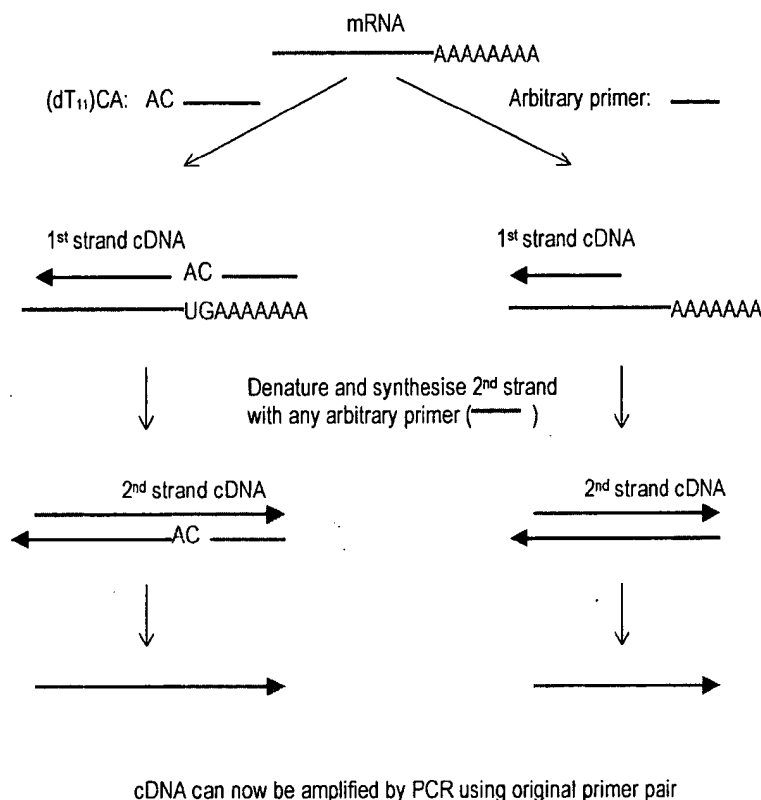 mRNA
AAAAAAAA
(dT₁₁)CA: AC
Arbitrary primer:
1st strand cDNA
AC
UGAAAAAAA
1st strand cDNA
AAAAAAA
Denature and synthesise 2nd strand
with any arbitrary primer ( )
2nd strand cDNA
AC
2nd strand cDNA
cDNA can now be amplified by PCR using original primer pair